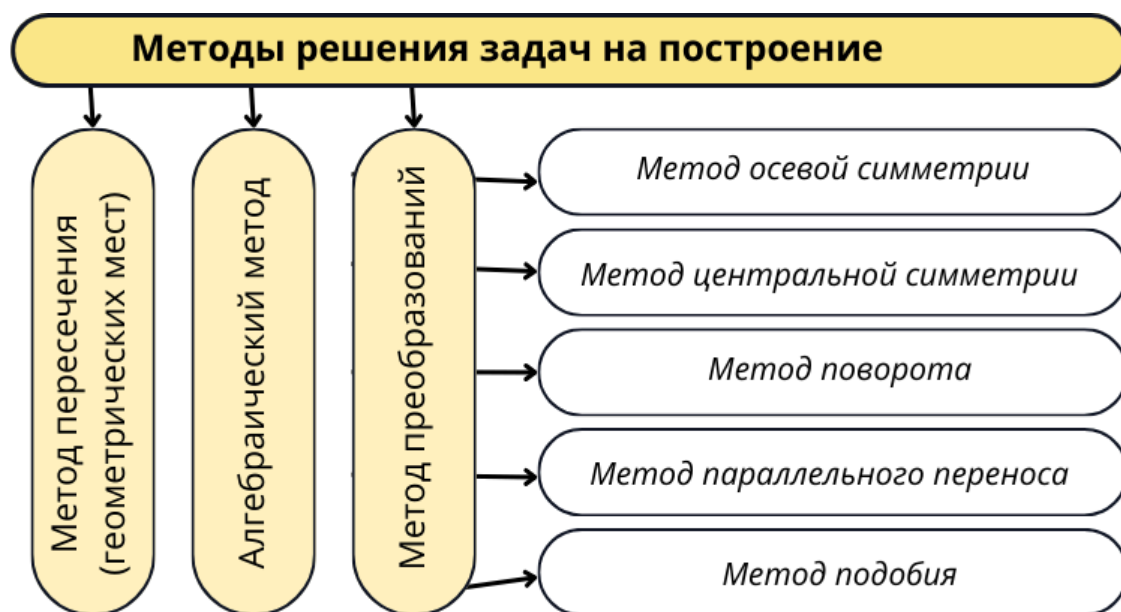 Методы решения задач на построение
Метод пересечения
(геометрических мест)
Алгебраический метод
Метод преобразований
Метод осевой симметрии
Метод центральной симметрии
Метод поворота
Метод параллельного переноса
Метод подобия